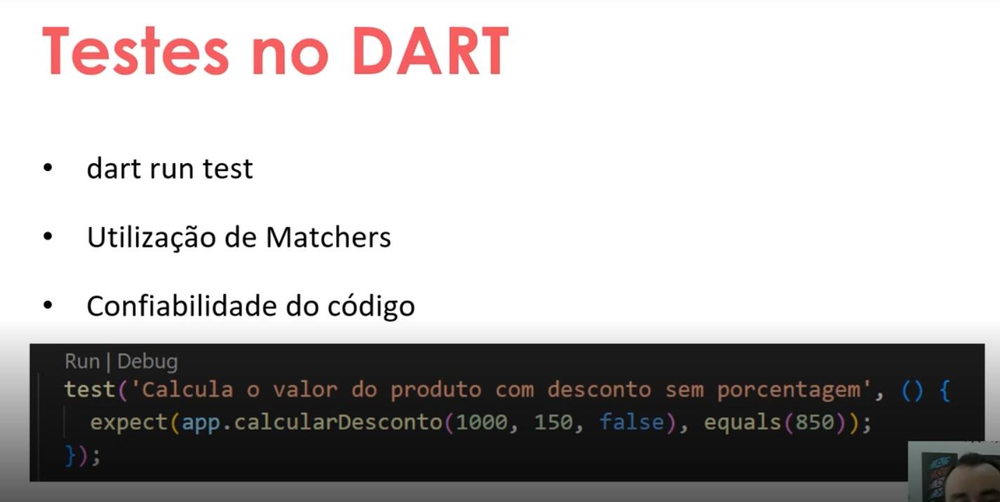 Testes no DART
• dart run test
• Utilização de Matchers
• Confiabilidade do código
Run | Debug
test('Calcula o valor do produto com desconto sem porcentagem', () {
expect(app.calcularDesconto(1000, 150, false), equals(850));
});